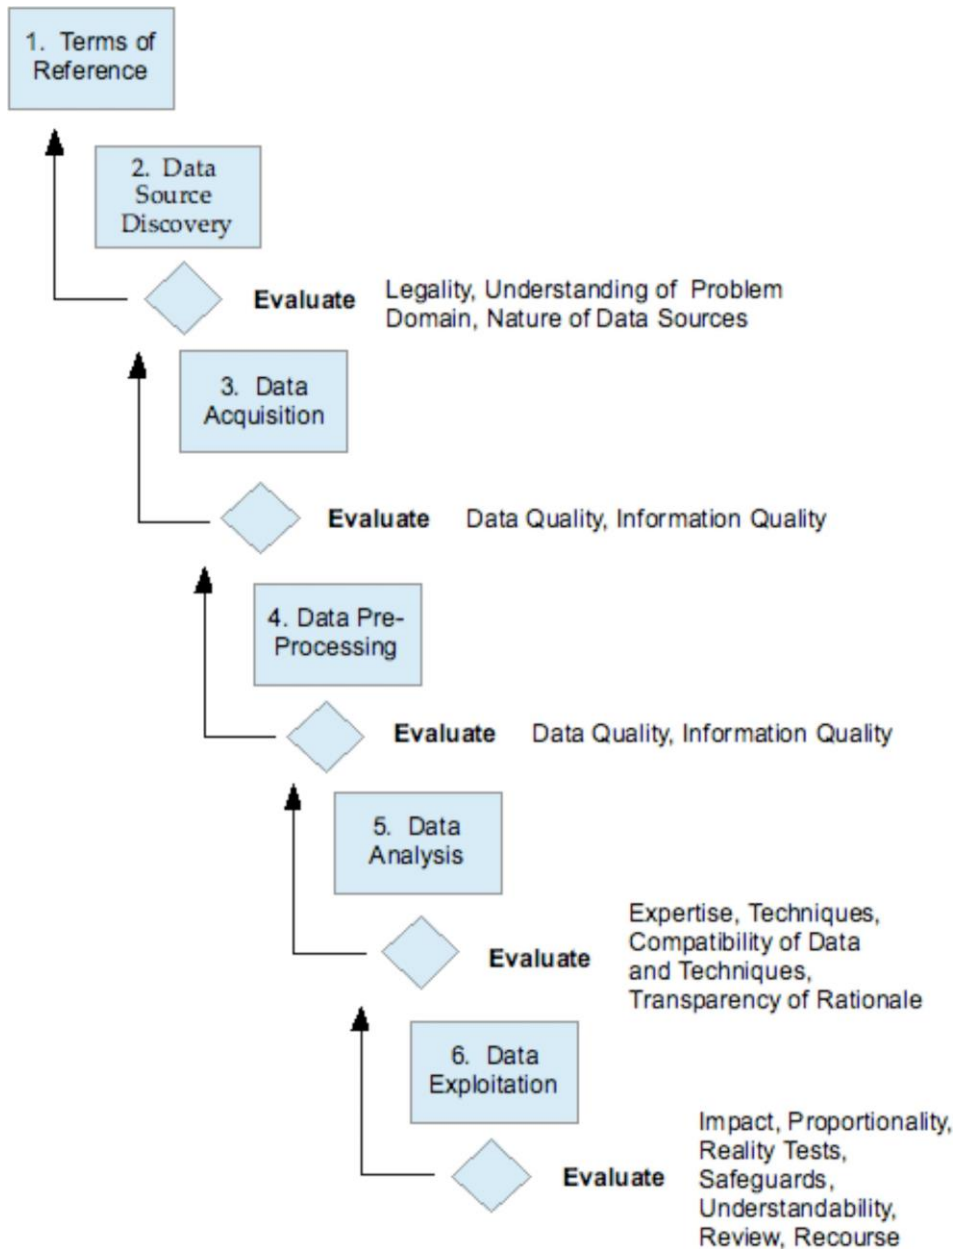 1. Terms of
Reference
2. Data
Source
Discovery
Evaluate
Legality, Understanding of Problem
Domain, Nature of Data Sources
3. Data
Acquisition
Evaluate
Data Quality, Information Quality
4. Data Pre-
Processing
Evaluate
Data Quality, Information Quality
5. Data
Analysis
Evaluate
Expertise, Techniques,
Compatibility of Data
and Techniques,
Transparency of Rationale
6. Data
Exploitation
Evaluate
Impact, Proportionality,
Reality Tests,
Safeguards,
Understandability,
Review, Recourse